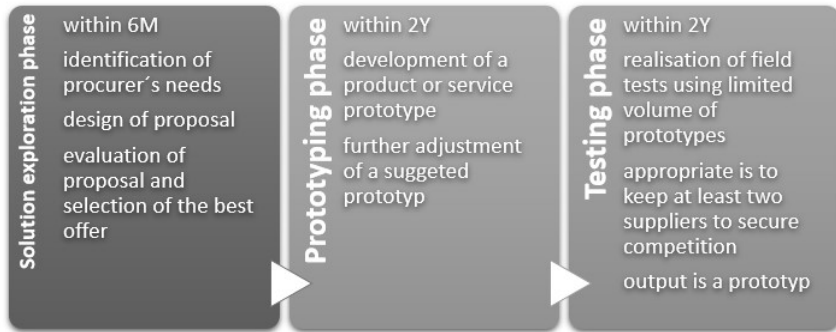 Solution exploration phase
within 6M
identification of
procurer´s needs
design of proposal
evaluation of
proposal and
selection of the best
offer
Prototyping phase
within 2Y
development of a
product or service
prototype
further adjustment
of a suggeted
prototyp
Testing phase
within 2Y
realisation of field
tests using limited
volume of
prototypes
appropriate is to
keep at least two
suppliers to secure
competition
output is a prototyp